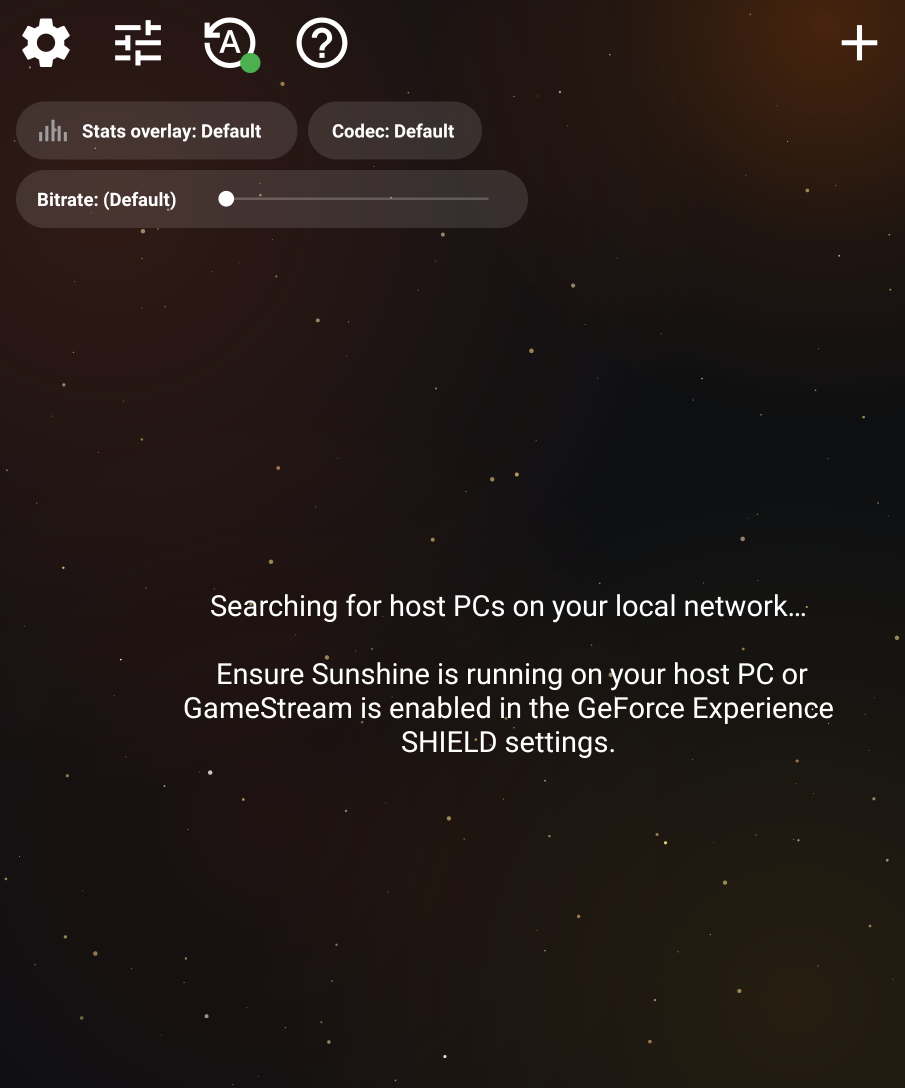 A
?
Stats overlay: Default
Codec: Default
Bitrate: (Default)
Searching for host PCs on your local network…
Ensure Sunshine is running on your host PC or
GameStream is enabled in the GeForce Experience
SHIELD settings.